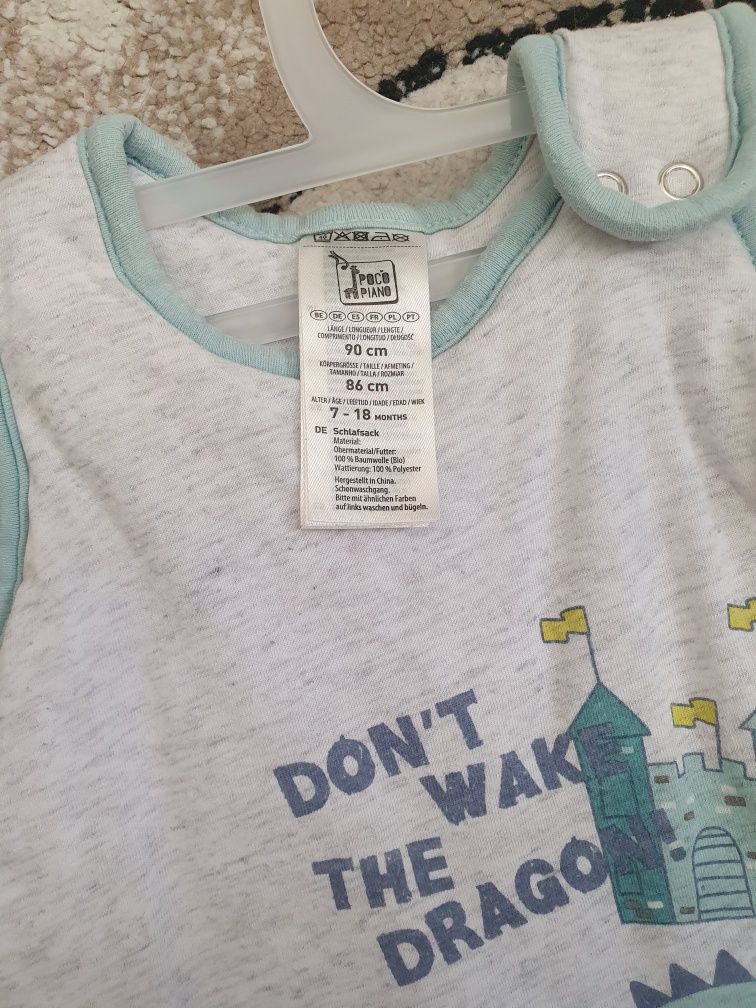 POCO
PIANO
BE DE ES FR PL PT
LÄNGE / LONGUEUR / LENGTE /
COMPRIMENTO / LONGITUD / DŁUGOŚĆ
90 cm
KÖRPERGRÖSSE / TAILLE / AFMETING /
TAMANHO / TALLA / ROZMIAR
86 cm
ALTER / ÂGE / LEEFTIJD / IDADE / EDAD / WIEK
7 - 18 MONTHS
DE Schlafsack
Material:
Obermaterial/Futter:
100 % Baumwolle (Bio)
Wattierung: 100 % Polyester
Hergestellt in China.
Schonwaschgang.
Bitte mit ähnlichen Farben
auf links waschen und bügeln.
DON'T
WAKE
THE
DRAGON!